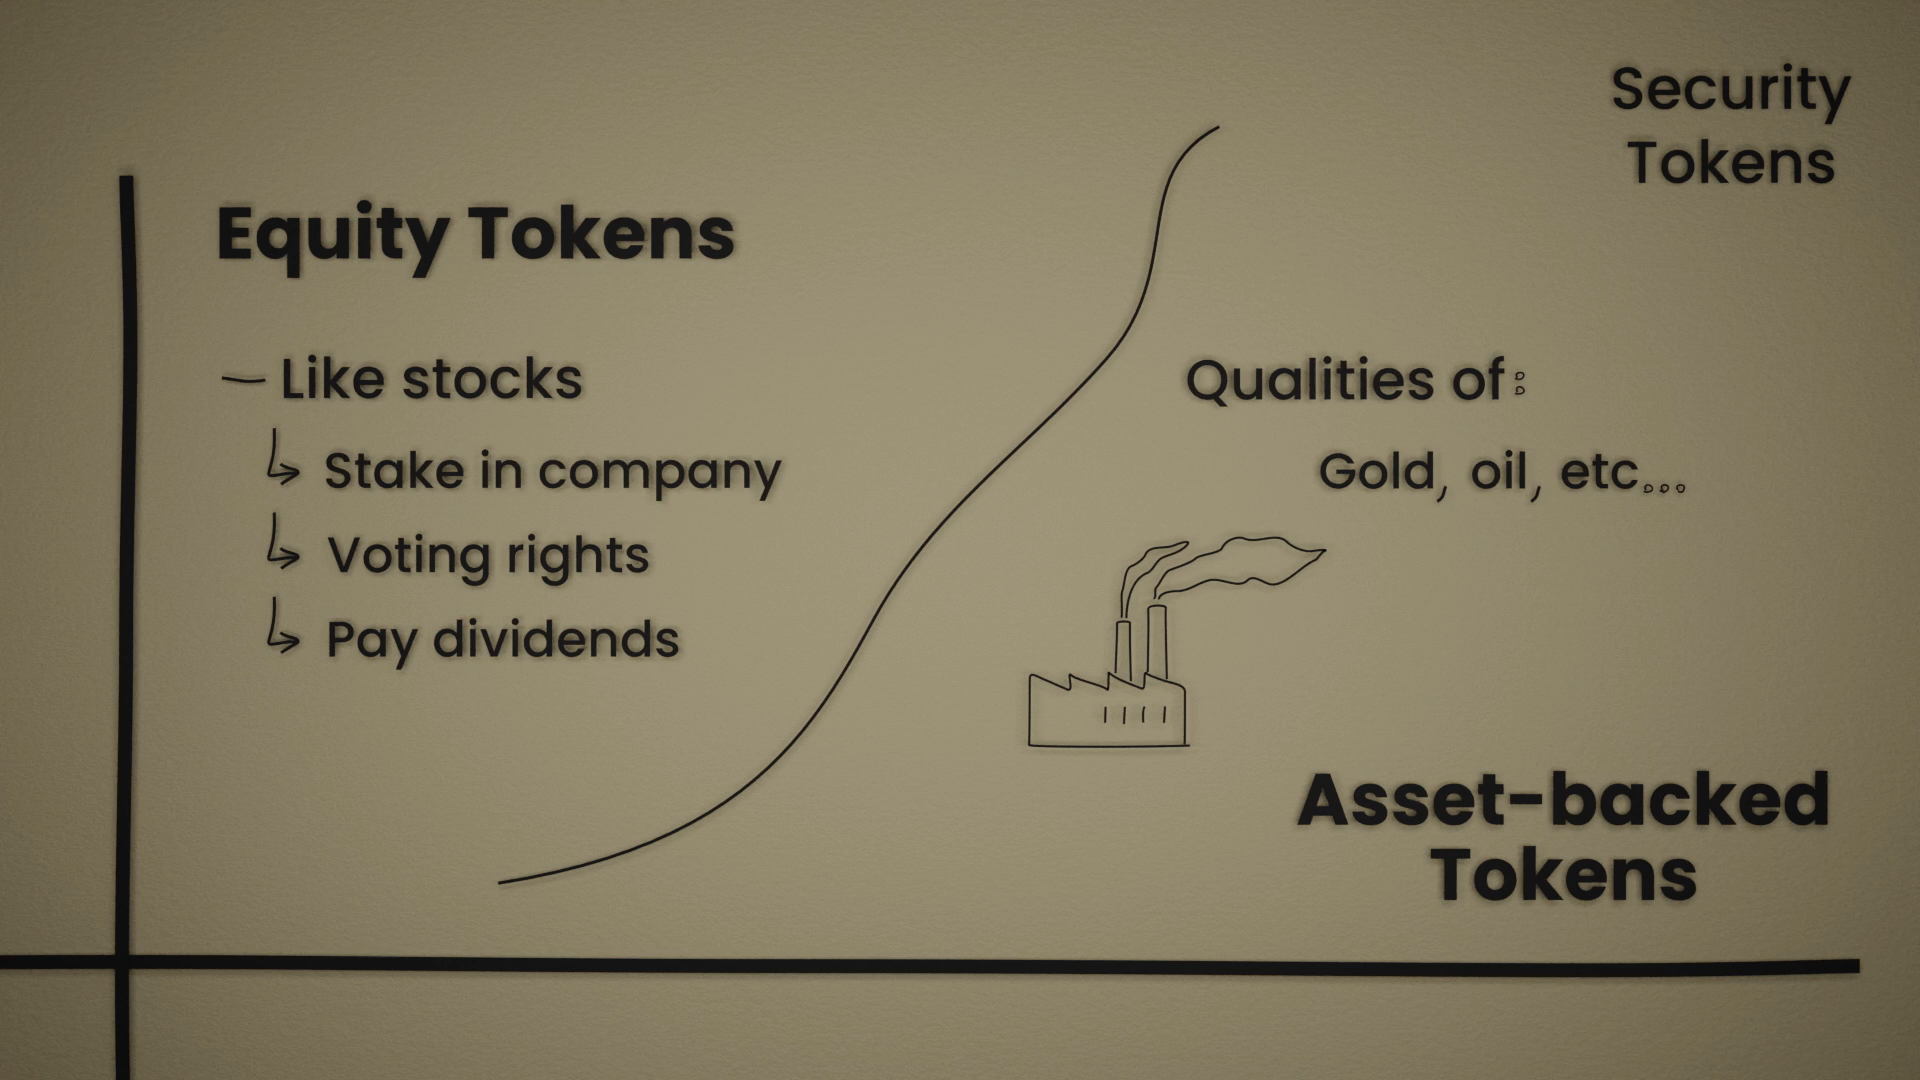 Security
Tokens
Equity Tokens
– Like stocks
Stake in company
Voting rights
Pay dividends
Qualities of:
Gold, oil, etc...
Asset-backed
Tokens